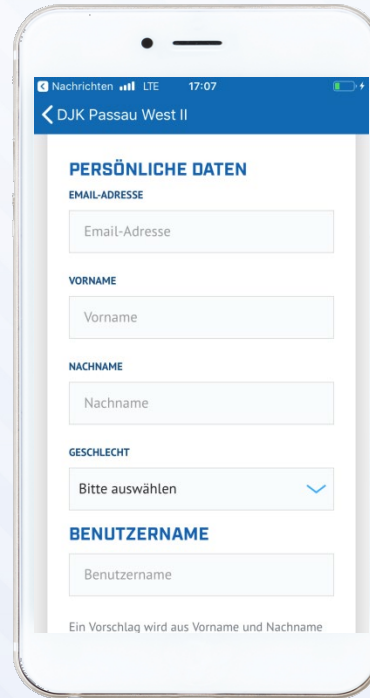 Nachrichten LTE 17:07
DJK Passau West II
PERSÖNLICHE DATEN
EMAIL-ADRESSE
Email-Adresse
VORNAME
Vorname
NACHNAME
Nachname
GESCHLECHT
Bitte auswählen
BENUTZERNAME
Benutzername
Ein Vorschlag wird aus Vorname und Nachname